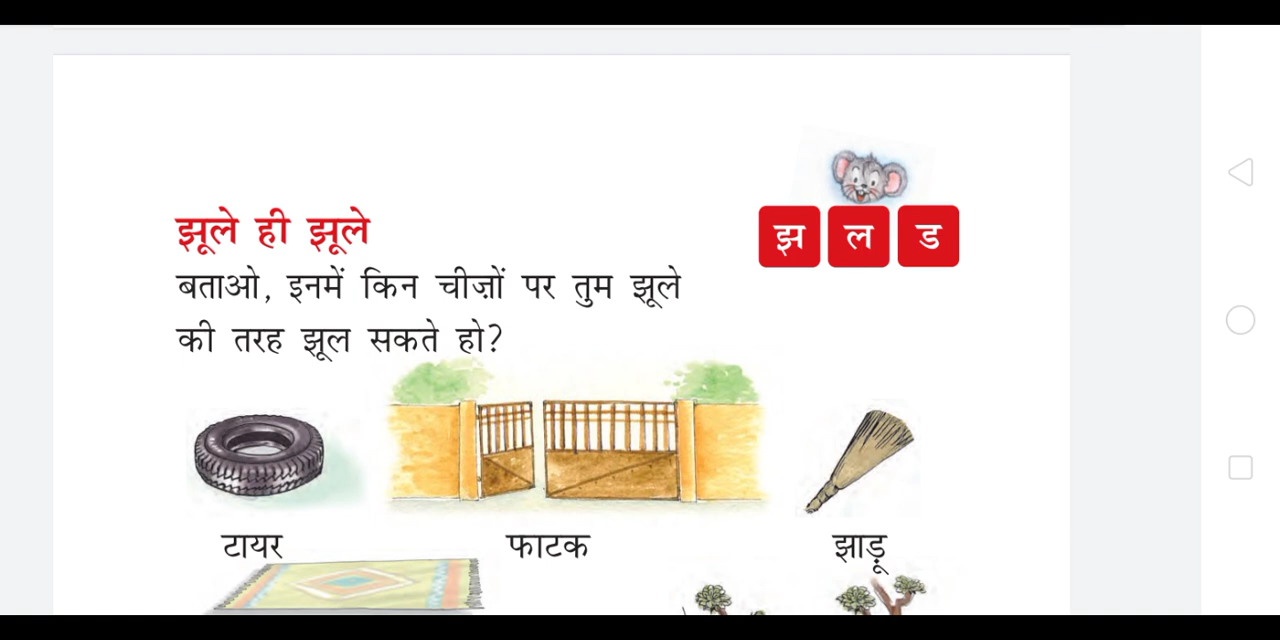 झ ल ड
झूले ही झूले
बताओ, इनमें किन चीज़ों पर तुम झूले
की तरह झूल सकते हो?
टायर फाटक झाड़ू